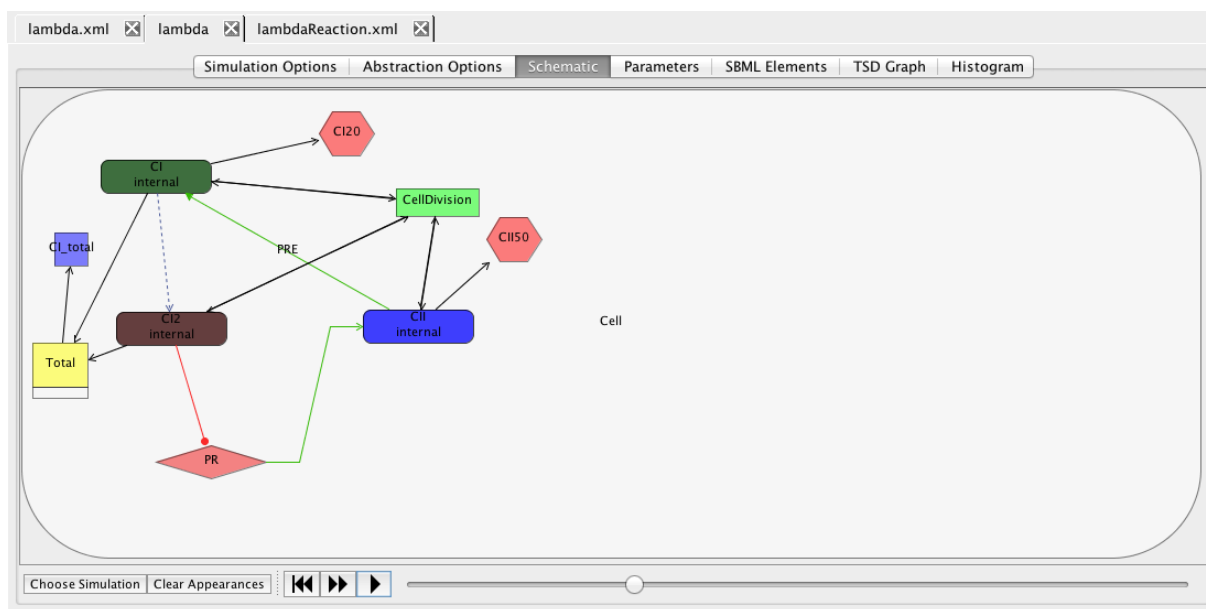 lambda.xml lambda lambdaReaction.xml
Simulation Options Abstraction Options Schematic Parameters SBML Elements TSD Graph Histogram
CI20
CI
internal
CellDivision
CII50
CI_total
PRE
CI2
internal
CII
internal
Cell
Total
PR
Choose Simulation Clear Appearances